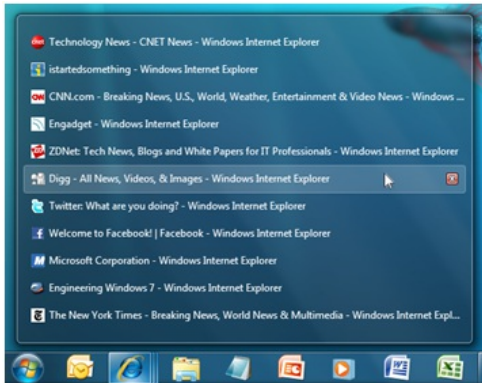 Technology News - CNET News - Windows Internet Explorer
istartedsomething - Windows Internet Explorer
CNN.com - Breaking News, U.S., World, Weather, Entertainment & Video News - Windows ...
Engadget - Windows Internet Explorer
ZDNet: Tech News, Blogs and White Papers for IT Professionals - Windows Internet Explorer
Digg - All News, Videos, & Images - Windows Internet Explorer
Twitter: What are you doing? - Windows Internet Explorer
Welcome to Facebook! | Facebook - Windows Internet Explorer
Microsoft Corporation - Windows Internet Explorer
Engineering Windows 7 - Windows Internet Explorer
The New York Times - Breaking News, World News & Multimedia - Windows Internet Expl...